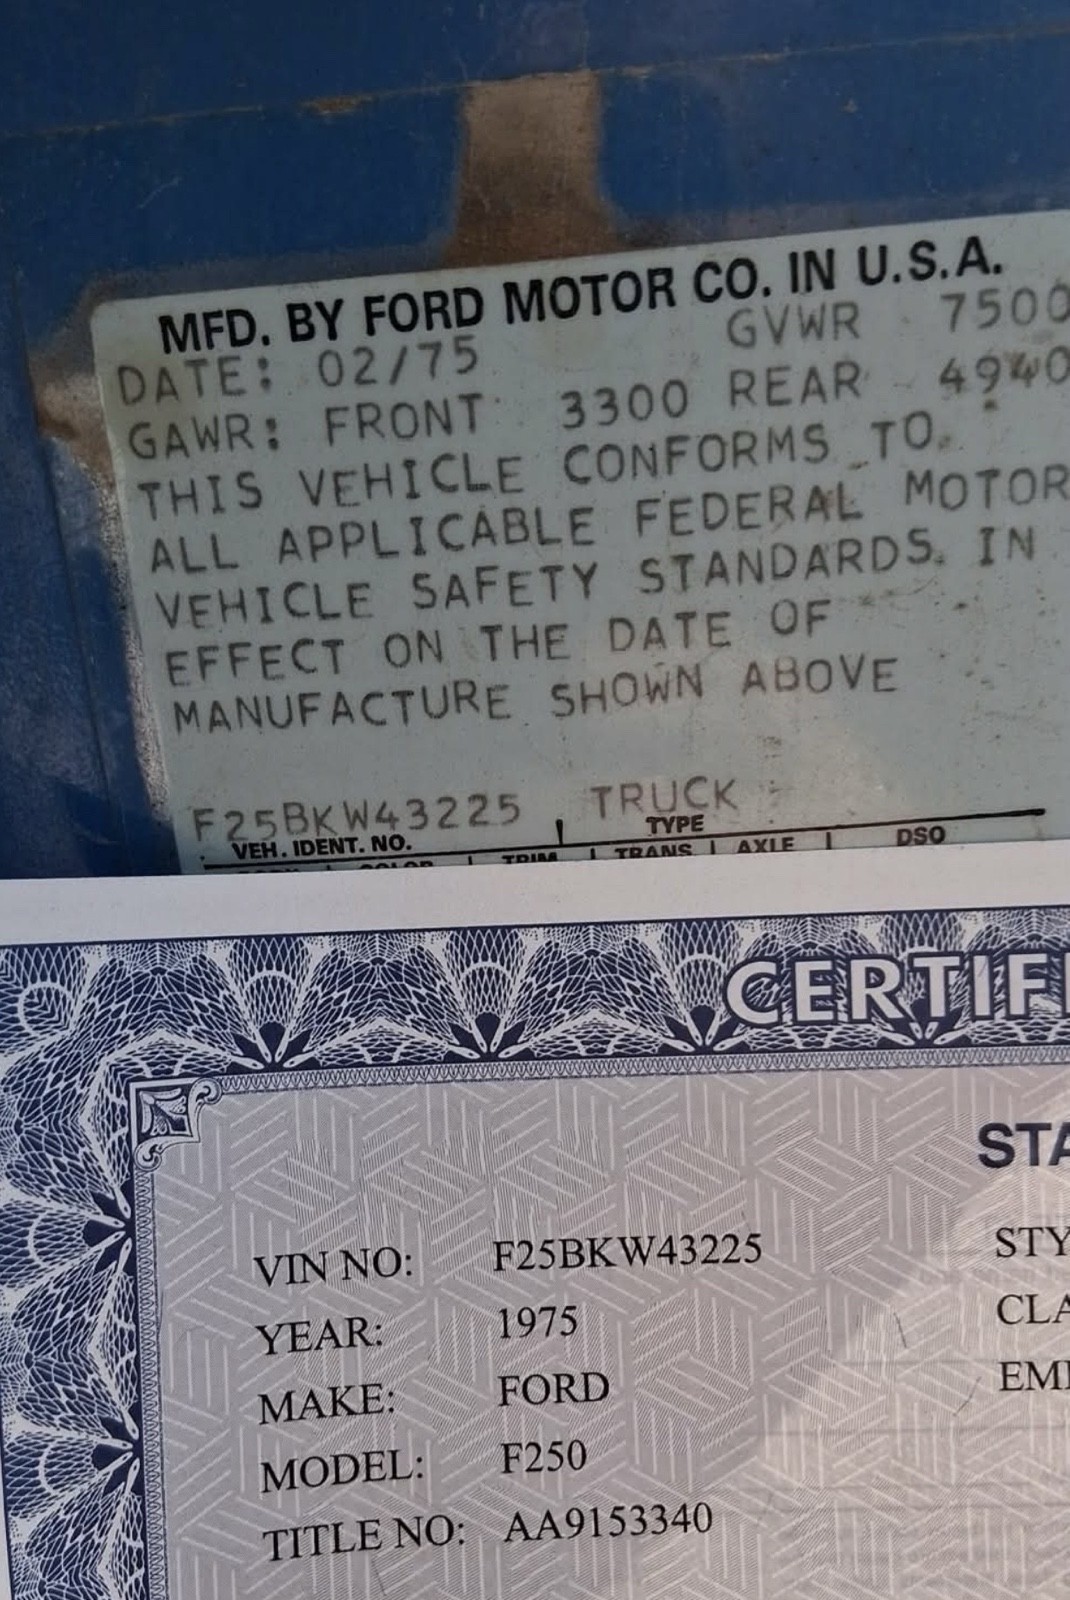 MFD. BY FORD MOTOR CO. IN U.S.A.
DATE: 02/75 GVWR 7500
GAWR: FRONT 3300 REAR 4940
THIS VEHICLE CONFORMS TO
ALL APPLICABLE FEDERAL MOTOR
VEHICLE SAFETY STANDARDS IN
EFFECT ON THE DATE OF
MANUFACTURE SHOWN ABOVE
F25BKW43225 TRUCK
VEH. IDENT. NO. TYPE
COLOR TRIM TRANS AXLE DSO
CERTIF
STA
VIN NO: F25BKW43225 STY
YEAR: 1975 CLA
MAKE: FORD EM
MODEL: F250
TITLE NO: AA9153340